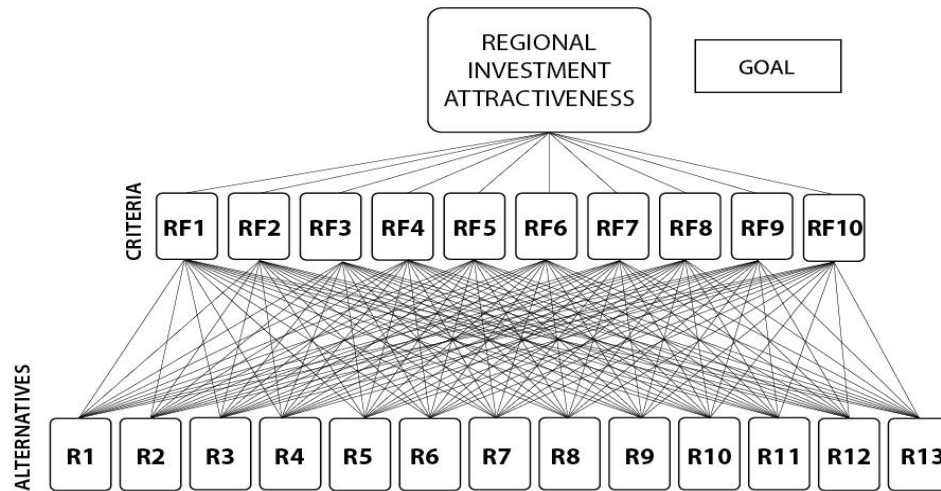 REGIONAL
INVESTMENT
ATTRACTIVENESS
GOAL
CRITERIA
RF1 RF2 RF3 RF4 RF5 RF6 RF7 RF8 RF9 RF10
ALTERNATIVES
R1 R2 R3 R4 R5 R6 R7 R8 R9 R10 R11 R12 R13